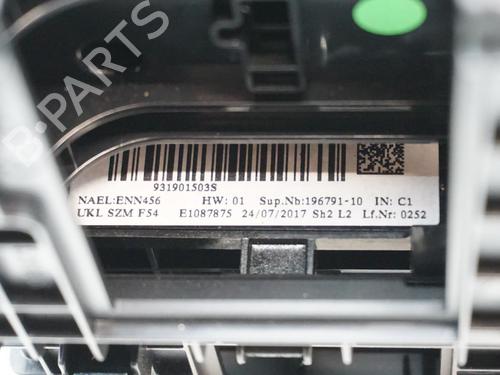 B-PARTS
931901503S
NAEL:ENN456 HW: 01 Sup.Nb:196791-10 IN: C1
UKL SZM F54 E1087875 24/07/2017 Sh2 L2 Lf.Nr: 0252